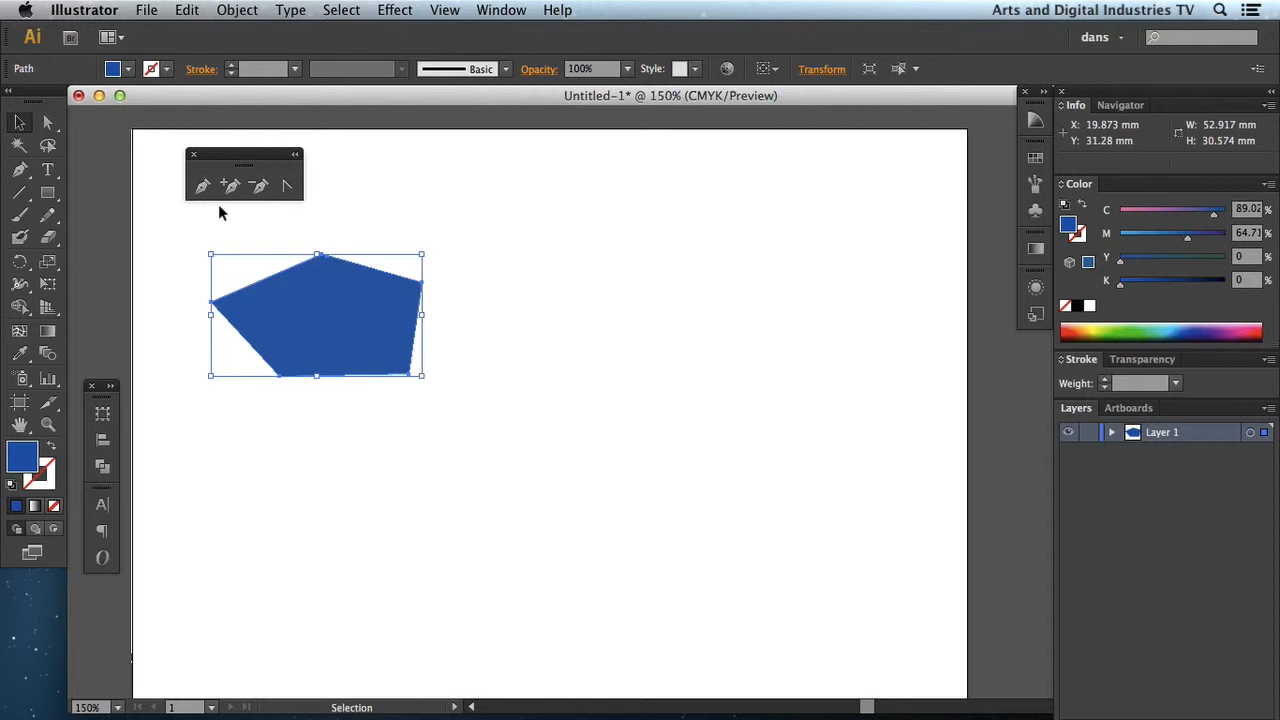 Illustrator File Edit Object Type Select Effect View Window Help Arts and Digital Industries TV
Ai Br dans
Path Stroke: Basic Opacity: 100% Style: Transform
Untitled-1* @ 150% (CMYK/Preview)
Info Navigator
X: 19.873 mm W: 52.917 mm
Y: 31.28 mm H: 30.574 mm
Color
C 89.02 %
M 64.71 %
Y 0 %
K 0 %
Stroke Transparency
Weight:
Layers Artboards
Layer 1
150% 1 Selection